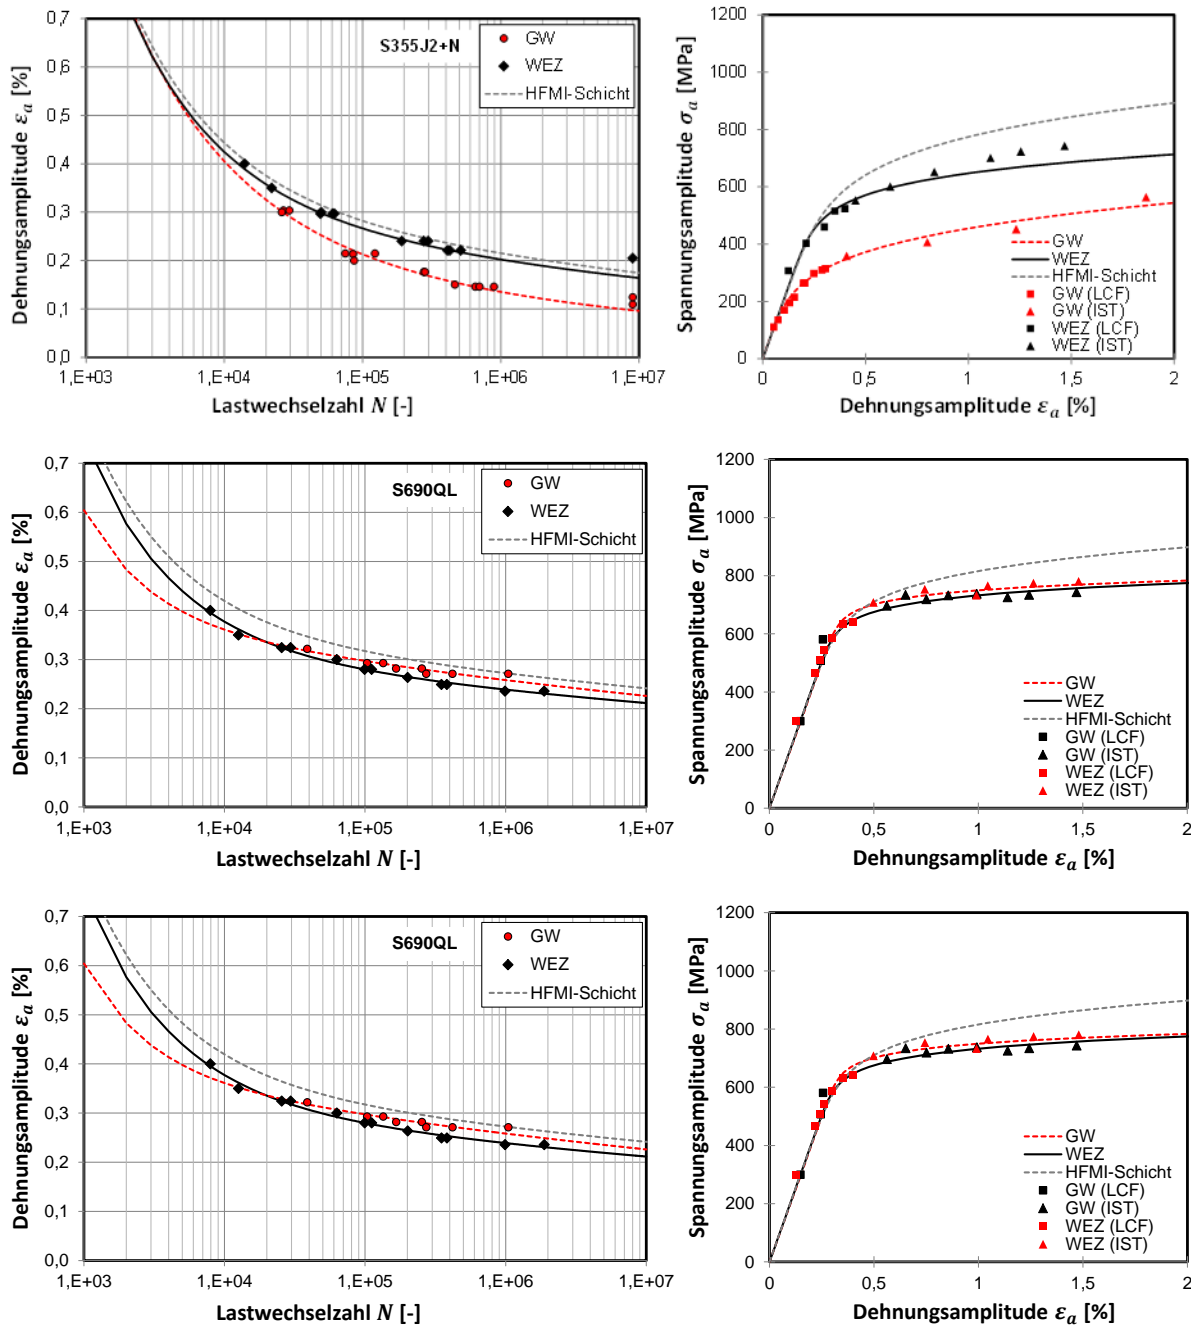 0,7
0,6
0,5
0,4
0,3
0,2
0,1
0,0
Dehnungsamplitude εₐ [%]
S355J2+N
GW
WEZ
HFMI-Schicht
1,E+03
1,E+04
1,E+05
1,E+06
1,E+07
Lastwechselzahl N [-]
1200
1000
800
600
400
200
0
Spannungsamplitude σₐ [MPa]
GW
WEZ
HFMI-Schicht
GW (LCF)
GW (IST)
WEZ (LCF)
WEZ (IST)
0
0,5
1
1,5
2
Dehnungsamplitude εₐ [%]
0,7
0,6
0,5
0,4
0,3
0,2
0,1
0,0
Dehnungsamplitude εₐ [%]
S690QL
GW
WEZ
HFMI-Schicht
1,E+03
1,E+04
1,E+05
1,E+06
1,E+07
Lastwechselzahl N [-]
1200
1000
800
600
400
200
0
Spannungsamplitude σₐ [MPa]
GW
WEZ
HFMI-Schicht
GW (LCF)
GW (IST)
WEZ (LCF)
WEZ (IST)
0
0,5
1
1,5
2
Dehnungsamplitude εₐ [%]
0,7
0,6
0,5
0,4
0,3
0,2
0,1
0,0
Dehnungsamplitude εₐ [%]
S690QL
GW
WEZ
HFMI-Schicht
1,E+03
1,E+04
1,E+05
1,E+06
1,E+07
Lastwechselzahl N [-]
1200
1000
800
600
400
200
0
Spannungsamplitude σₐ [MPa]
GW
WEZ
HFMI-Schicht
GW (LCF)
GW (IST)
WEZ (LCF)
WEZ (IST)
0
0,5
1
1,5
2
Dehnungsamplitude εₐ [%]